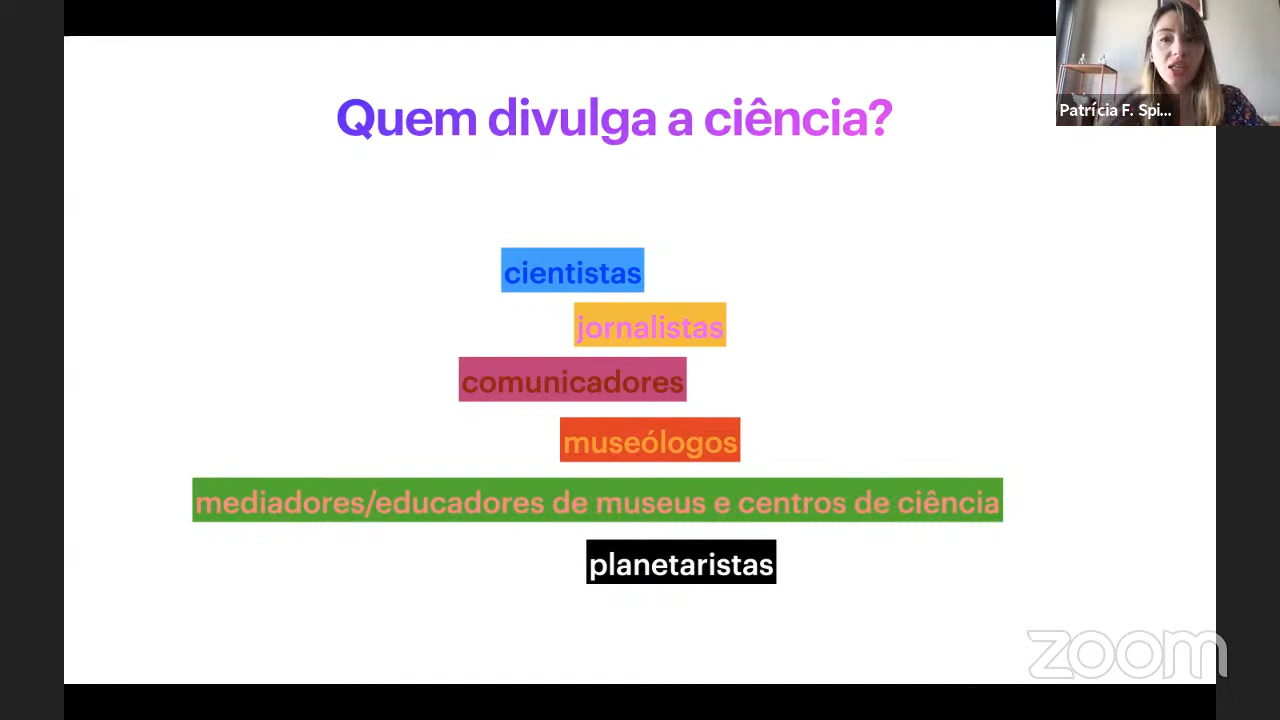 Quem divulga a ciência?
Patrícia F. Spi...
cientistas
jornalistas
comunicadores
museólogos
mediadores/educadores de museus e centros de ciência
planetaristas
zoom